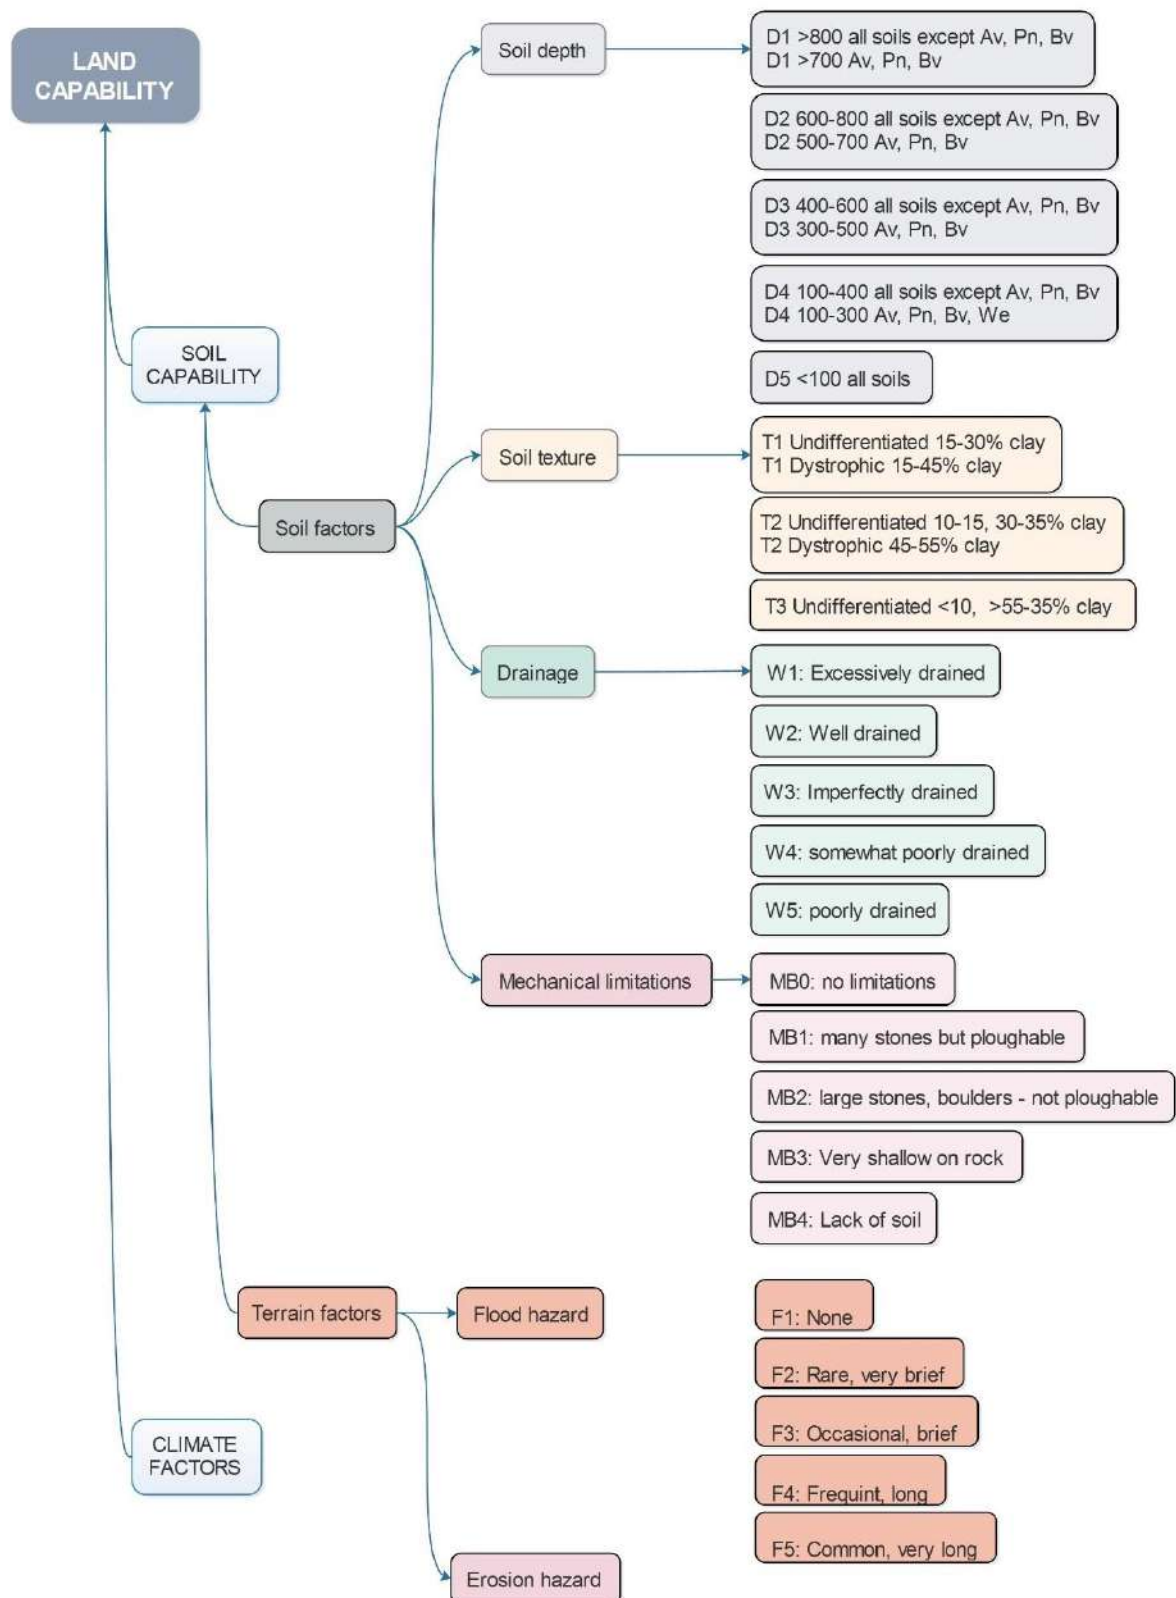 LAND
CAPABILITY
Soil depth
D1 >800 all soils except Av, Pn, Bv
D1 >700 Av, Pn, Bv
D2 600-800 all soils except Av, Pn, Bv
D2 500-700 Av, Pn, Bv
D3 400-600 all soils except Av, Pn, Bv
D3 300-500 Av, Pn, Bv
D4 100-400 all soils except Av, Pn, Bv
D4 100-300 Av, Pn, Bv, We
D5 <100 all soils
SOIL
CAPABILITY
Soil texture
T1 Undifferentiated 15-30% clay
T1 Dystrophic 15-45% clay
T2 Undifferentiated 10-15, 30-35% clay
T2 Dystrophic 45-55% clay
T3 Undifferentiated <10, >55-35% clay
Soil factors
Drainage
W1: Excessively drained
W2: Well drained
W3: Imperfectly drained
W4: somewhat poorly drained
W5: poorly drained
Mechanical limitations
MB0: no limitations
MB1: many stones but ploughable
MB2: large stones, boulders - not ploughable
MB3: Very shallow on rock
MB4: Lack of soil
Terrain factors
Flood hazard
F1: None
F2: Rare, very brief
F3: Occasional, brief
F4: Frequint, long
F5: Common, very long
CLIMATE
FACTORS
Erosion hazard